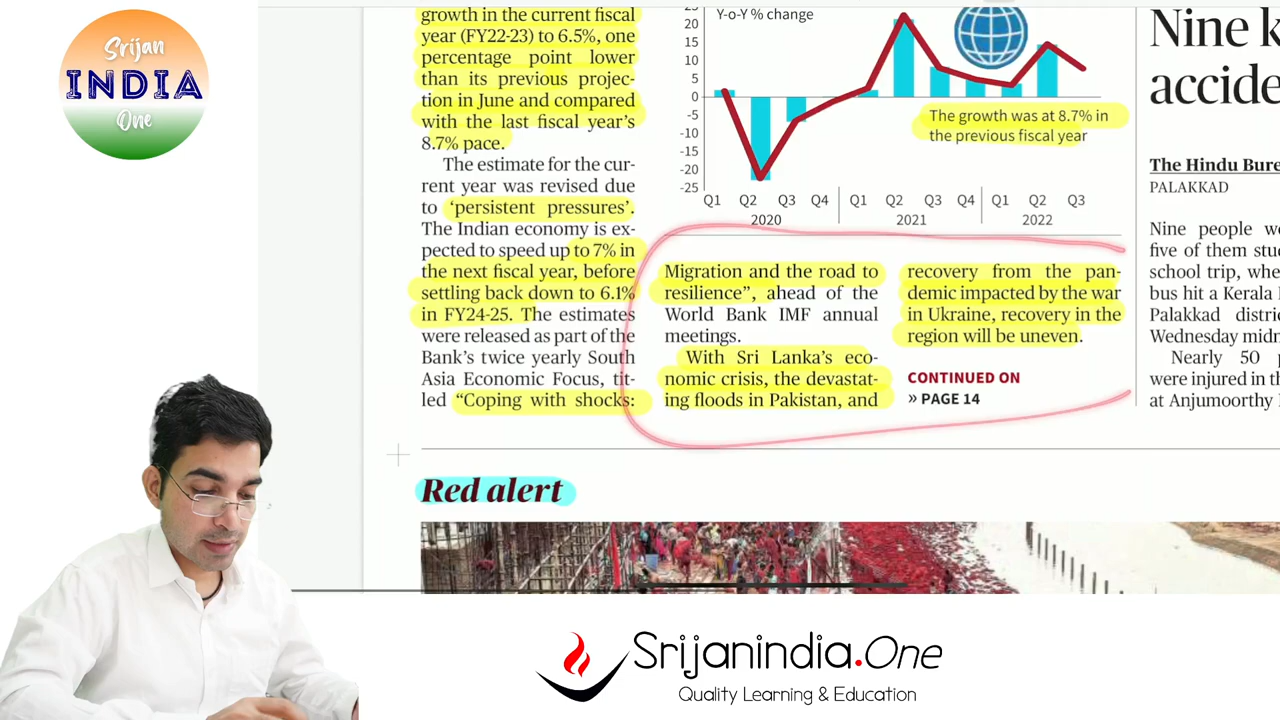 Srijan
INDIA
One
growth in the current fiscal
year (FY22-23) to 6.5%, one
percentage point lower
than its previous projec-
tion in June and compared
with the last fiscal year's
8.7% pace.
The estimate for the cur-
rent year was revised due
to 'persistent pressures'.
The Indian economy is ex-
pected to speed up to 7% in
the next fiscal year, before
settling back down to 6.1%
in FY24-25. The estimates
were released as part of the
Bank's twice yearly South
Asia Economic Focus, tit-
led “Coping with shocks:
Y-o-Y % change
25
20
15
10
5
0
-5
-10
-15
-20
-25
The growth was at 8.7% in
the previous fiscal year
Q1 Q2 Q3 Q4 Q1 Q2 Q3 Q4 Q1 Q2 Q3
2020 2021 2022
Migration and the road to
resilience”, ahead of the
World Bank IMF annual
meetings.
With Sri Lanka's eco-
nomic crisis, the devastat-
ing floods in Pakistan, and
recovery from the pan-
demic impacted by the war
in Ukraine, recovery in the
region will be uneven.
CONTINUED ON
» PAGE 14
Nine k
accide
The Hindu Bure
PALAKKAD
Nine people we
five of them stu
school trip, whe
bus hit a Kerala
Palakkad distri
Wednesday midn
Nearly 50 p
were injured in th
at Anjumoorthy
Red alert
Srijanindia.One
Quality Learning & Education